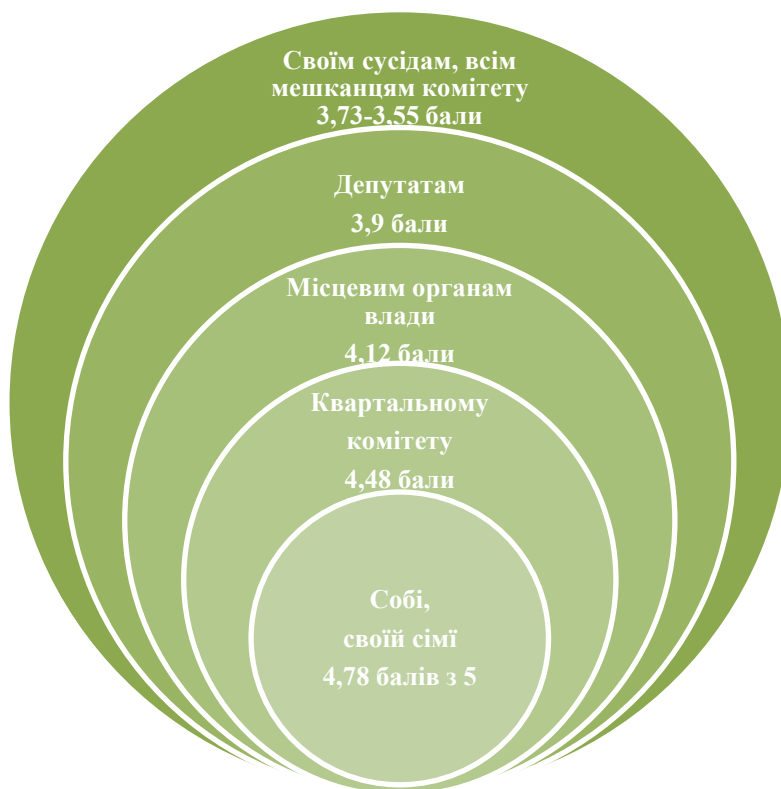 Своїм сусідам, всім
мешканцям комітету
3,73-3,55 бали
Депутатам
3,9 бали
Місцевим органам
влади
4,12 бали
Квартальному
комітету
4,48 бали
Собі,
своїй сімї
4,78 балів з 5